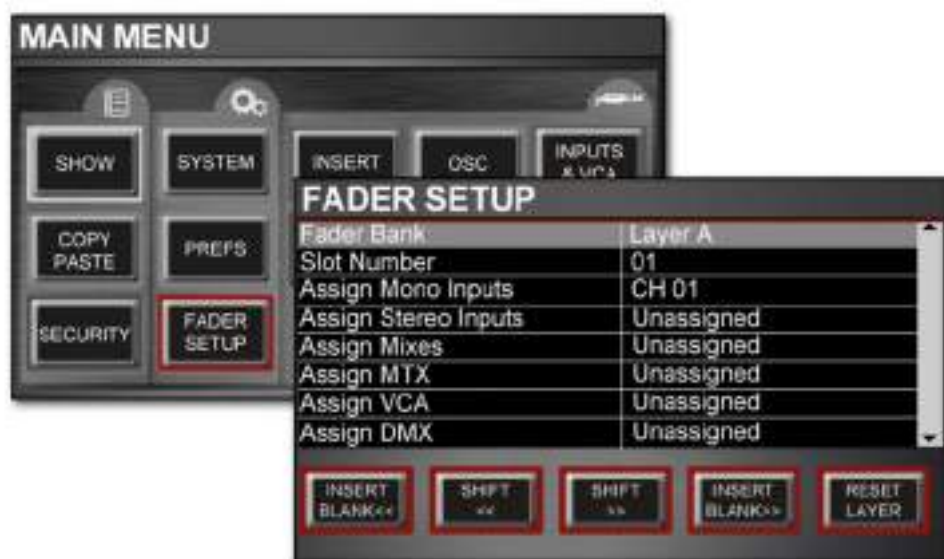 MAIN MENU
SHOW
SYSTEM
INSERT
OSC
INPUTS
& VCA
COPY
PASTE
PREFS
SECURITY
FADER
SETUP
FADER SETUP
Fader Bank Layer A
Slot Number 01
Assign Mono Inputs CH 01
Assign Stereo Inputs Unassigned
Assign Mixes Unassigned
Assign MTX Unassigned
Assign VCA Unassigned
Assign DMX Unassigned
INSERT
BLANK<<
SHIFT
<<
SHIFT
>>
INSERT
BLANK>>
RESET
LAYER